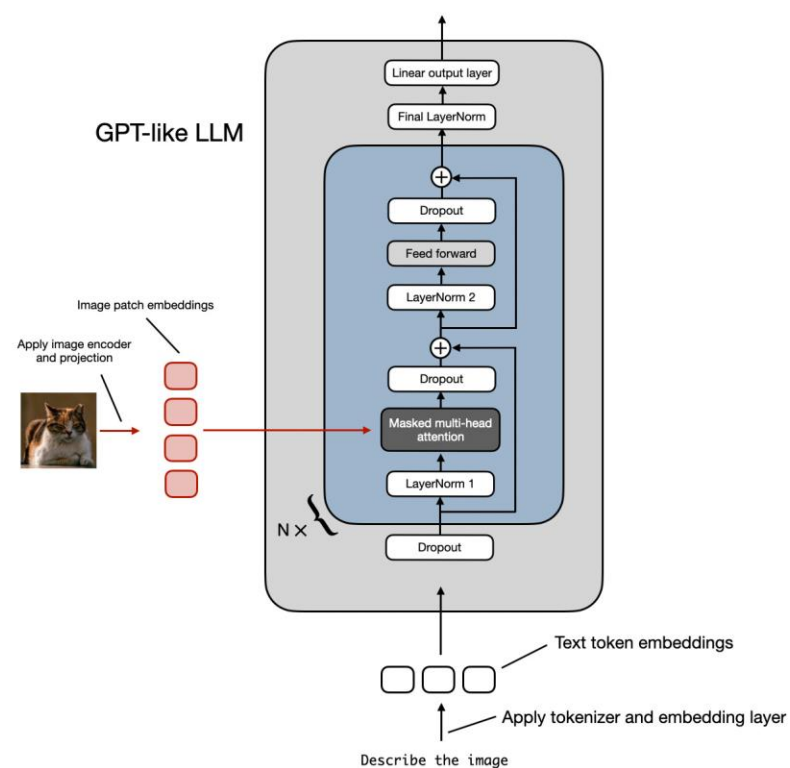 Linear output layer
Final LayerNorm
GPT-like LLM
Dropout
Feed forward
LayerNorm 2
Image patch embeddings
Apply image encoder
and projection
Dropout
Masked multi-head
attention
LayerNorm 1
N ×
Dropout
Text token embeddings
Apply tokenizer and embedding layer
Describe the image